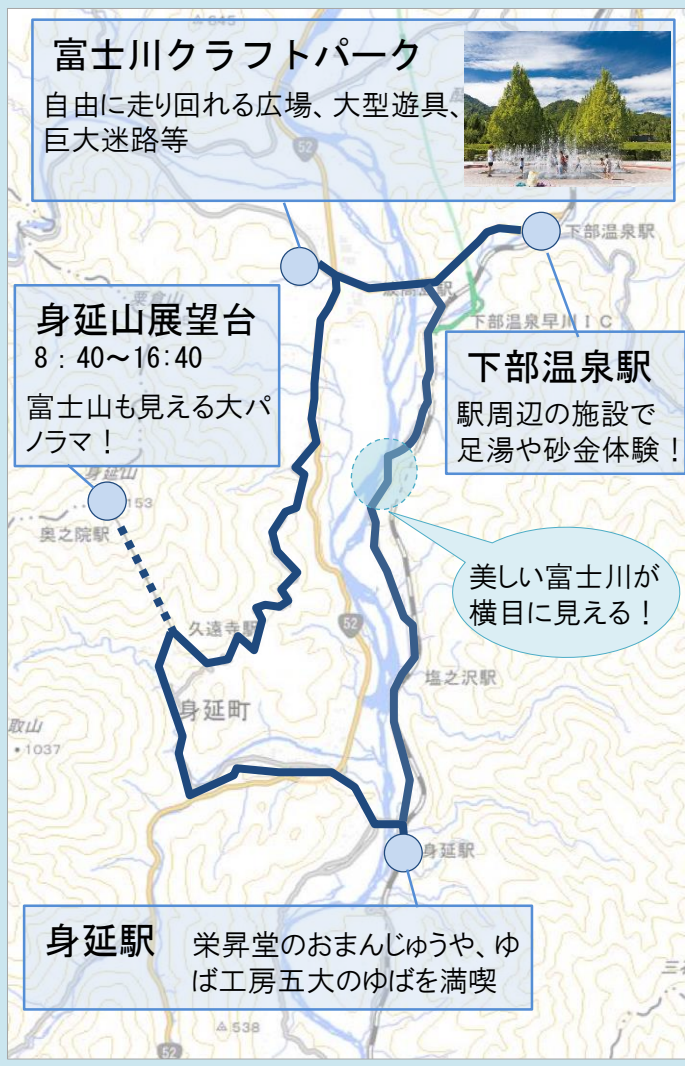 富士川クラフトパーク
自由に走り回れる広場、大型遊具、
巨大迷路等
52
下部温泉駅
身延山展望台
8:40～16:40
富士山も見える大パ
ノラマ！
下部温泉早川IC
下部温泉駅
駅周辺の施設で
足湯や砂金体験！
身延山
153
奥之院駅
美しい富士川が
横目に見える！
久遠寺駅
52
塩之沢駅
身延町
取山
・1037
身延駅
身延駅
栄昇堂のおまんじゅうや、ゆ
ば工房五大のゆばを満喫
538
52